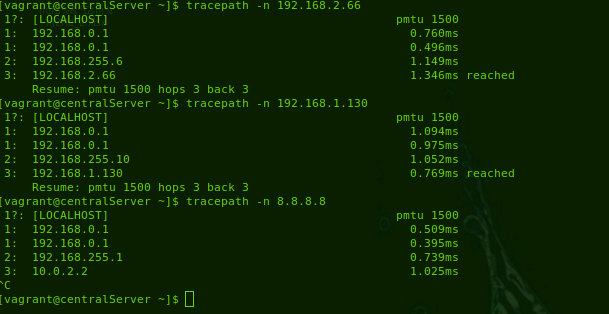 [vagrant@centralServer ~]$ tracepath -n 192.168.2.66
1?: [LOCALHOST] pmtu 1500
1: 192.168.0.1 0.760ms
1: 192.168.0.1 0.496ms
2: 192.168.255.6 1.149ms
3: 192.168.2.66 1.346ms reached
Resume: pmtu 1500 hops 3 back 3
[vagrant@centralServer ~]$ tracepath -n 192.168.1.130
1?: [LOCALHOST] pmtu 1500
1: 192.168.0.1 1.094ms
1: 192.168.0.1 0.975ms
2: 192.168.255.10 1.052ms
3: 192.168.1.130 0.769ms reached
Resume: pmtu 1500 hops 3 back 3
[vagrant@centralServer ~]$ tracepath -n 8.8.8.8
1?: [LOCALHOST] pmtu 1500
1: 192.168.0.1 0.509ms
1: 192.168.0.1 0.395ms
2: 192.168.255.1 0.739ms
3: 10.0.2.2 1.025ms
^C
[vagrant@centralServer ~]$